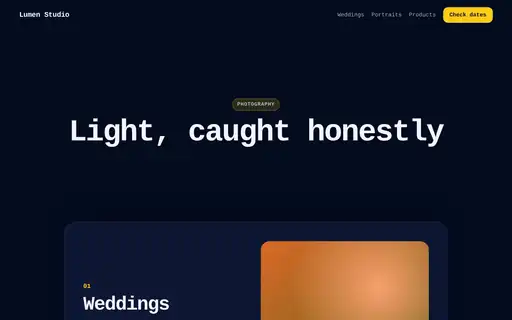 Lumen Studio
Weddings Portraits Products Check dates
PHOTOGRAPHY
Light, caught honestly
01
Weddings